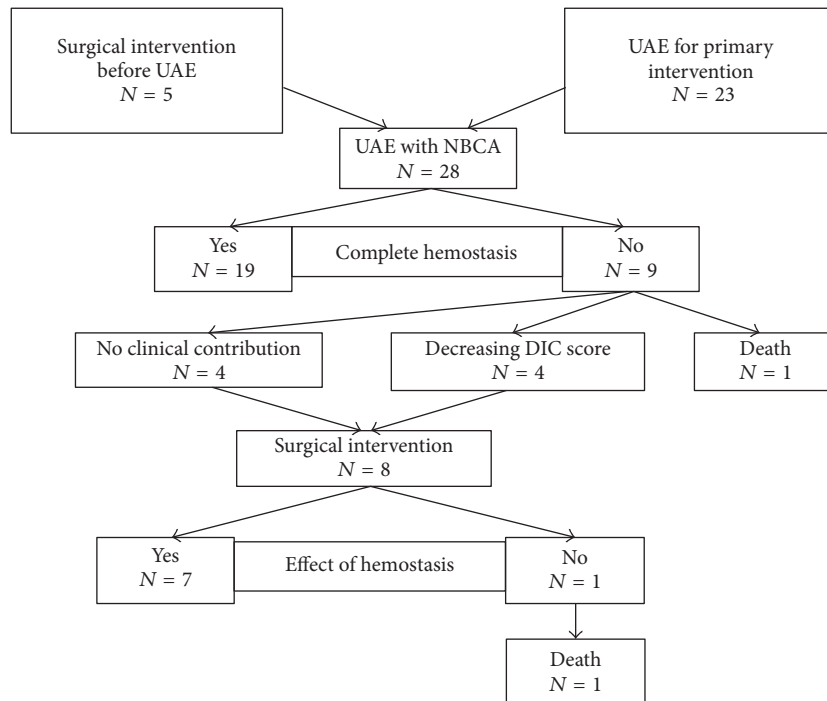 Surgical intervention
before UAE
N = 5
UAE for primary
intervention
N = 23
UAE with NBCA
N = 28
Yes
N = 19
Complete hemostasis
No
N = 9
No clinical contribution
N = 4
Decreasing DIC score
N = 4
Death
N = 1
Surgical intervention
N = 8
Yes
N = 7
Effect of hemostasis
No
N = 1
Death
N = 1